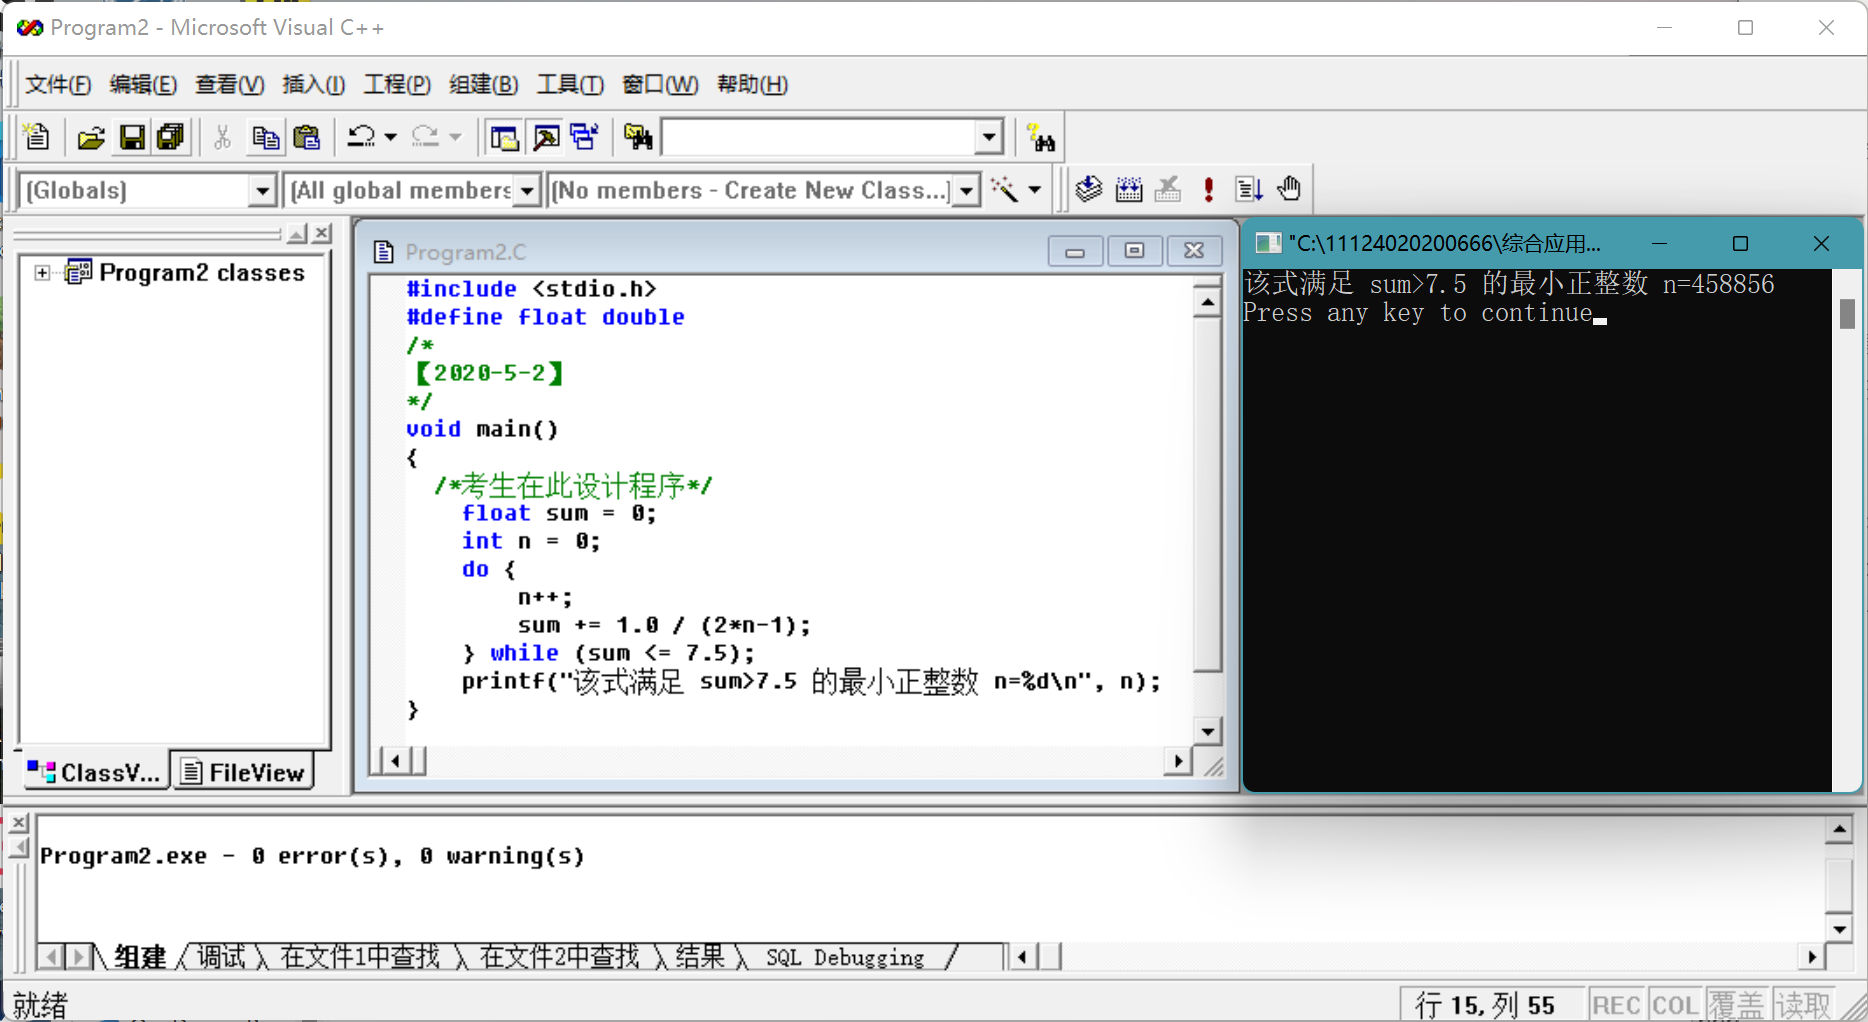 Program2 - Microsoft Visual C++
文件(F) 编辑(E) 查看(V) 插入(I) 工程(P) 组建(B) 工具(T) 窗口(W) 帮助(H)
(Globals) (All global members (No members - Create New Class...)
Program2 classes
ClassV... FileView
Program2.C
#include <stdio.h>
#define float double
/*
【2020-5-2】
*/
void main()
{
/*考生在此设计程序*/
float sum = 0;
int n = 0;
do {
n++;
sum += 1.0 / (2*n-1);
} while (sum <= 7.5);
printf("该式满足 sum>7.5 的最小正整数 n=%d\n", n);
}
"C:\11124020200666\综合应用...
该式满足 sum>7.5 的最小正整数 n=458856
Press any key to continue
Program2.exe - 0 error(s), 0 warning(s)
组建 调试 在文件1中查找 在文件2中查找 结果 SQL Debugging
就绪 行 15, 列 55 REC COL 覆盖 读取